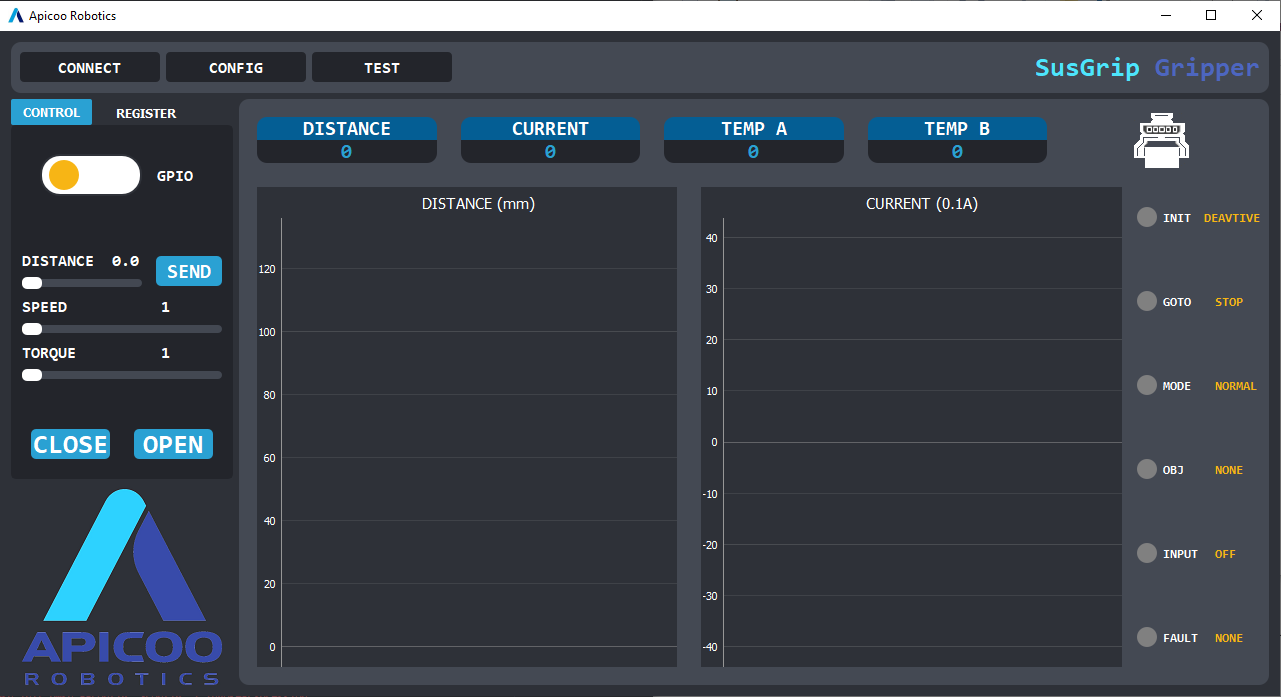 Apicoo Robotics
CONNECT CONFIG TEST
SusGrip Gripper
CONTROL REGISTER
GPIO
DISTANCE 0.0
SEND
SPEED 1
TORQUE 1
CLOSE OPEN
APICOO
ROBOTICS
DISTANCE
0
CURRENT
0
TEMP A
0
TEMP B
0
DISTANCE (mm)
120
100
80
60
40
20
0
CURRENT (0.1A)
40
30
20
10
0
-10
-20
-30
-40
INIT DEAVTIVE
GOTO STOP
MODE NORMAL
OBJ NONE
INPUT OFF
FAULT NONE